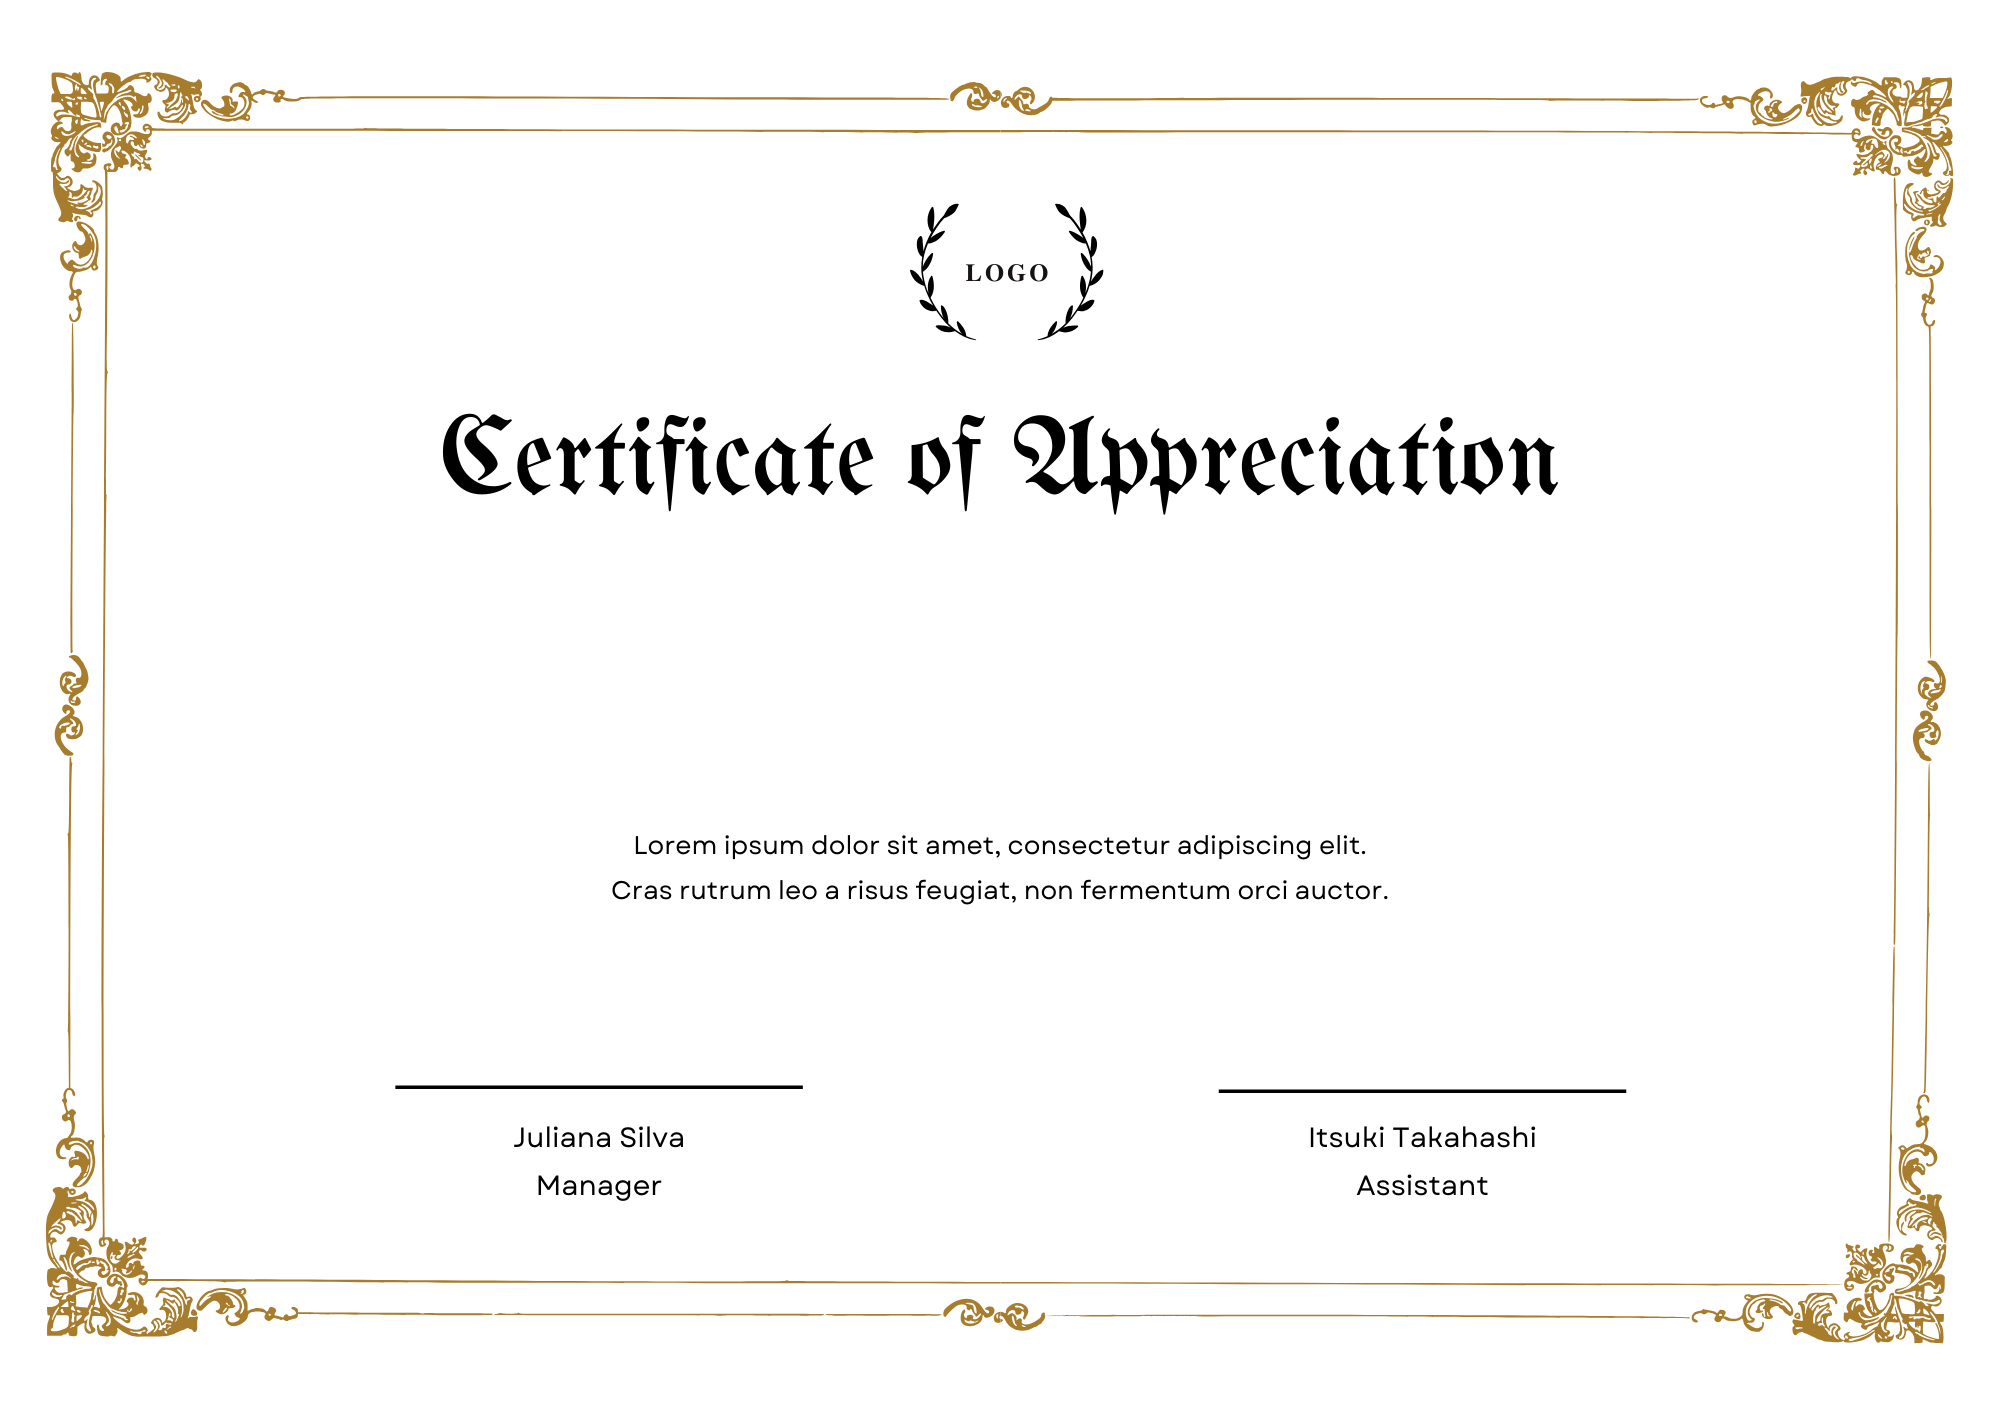 LOGO
Certificate of Appreciation
Lorem ipsum dolor sit amet, consectetur adipiscing elit.
Cras rutrum leo a risus feugiat, non fermentum orci auctor.
Juliana Silva
Manager
Itsuki Takahashi
Assistant